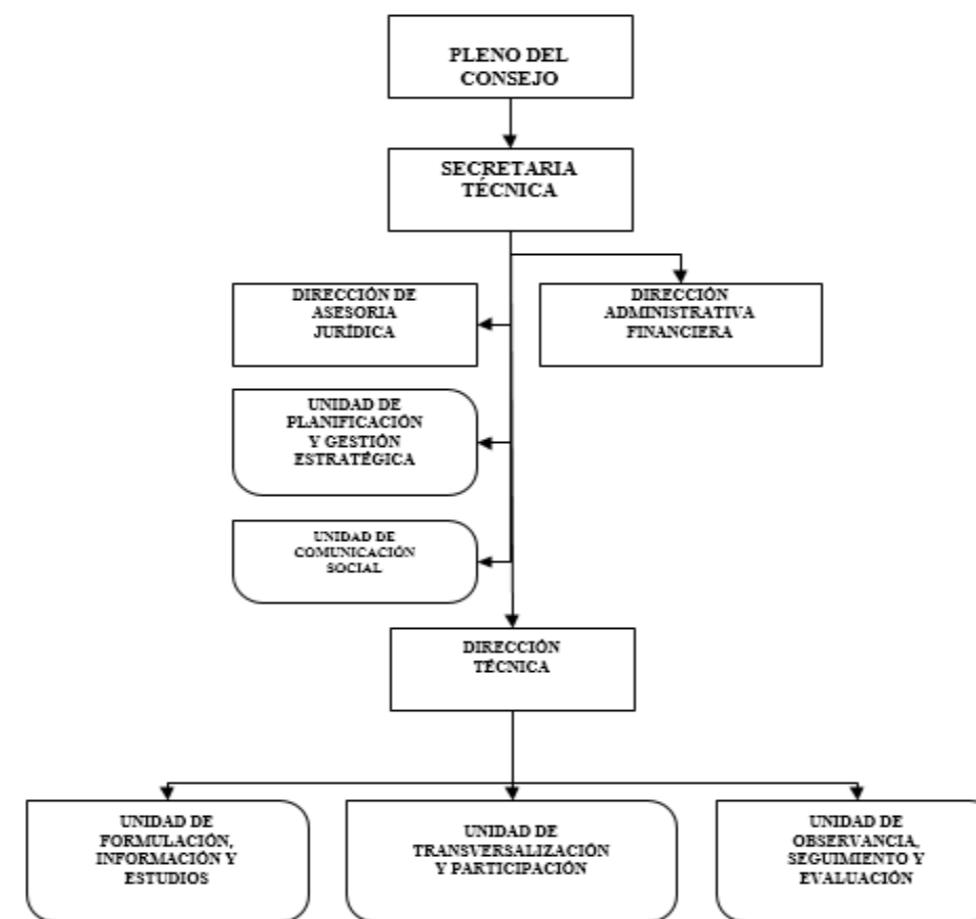 PLENO DEL
CONSEJO
SECRETARIA
TÉCNICA
DIRECCIÓN DE
ASESORIA
JURÍDICA
DIRECCIÓN
ADMINISTRATIVA
FINANCIERA
UNIDAD DE
PLANIFICACIÓN
Y GESTIÓN
ESTRATÉGICA
UNIDAD DE
COMUNICACIÓN
SOCIAL
DIRECCIÓN
TÉCNICA
UNIDAD DE
FORMULACIÓN,
INFORMACIÓN Y
ESTUDIOS
UNIDAD DE
TRANSVERSALIZACIÓN
Y PARTICIPACIÓN
UNIDAD DE
OBSERVANCIA,
SEGUIMIENTO Y
EVALUACIÓN